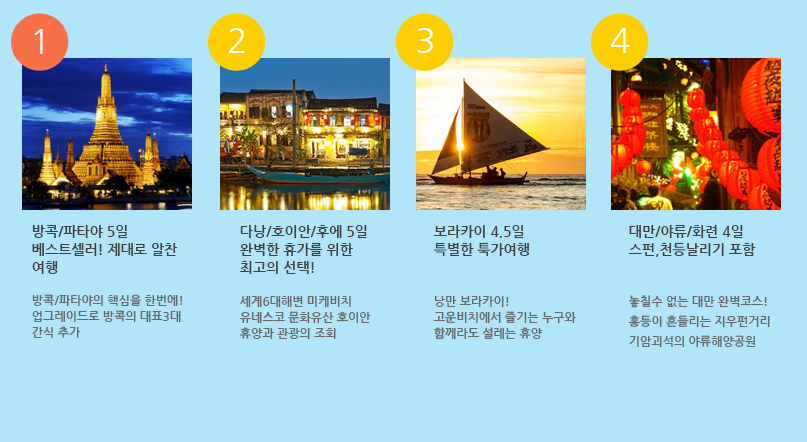 1
2
3
4
방콕/파타야 5일
베스트셀러! 제대로 알찬
여행
방콕/파타야의 핵심을 한번에!
업그레이드로 방콕의 대표3대
간식 추가
다낭/호이안/후에 5일
완벽한 휴가를 위한
최고의 선택!
세계6대해변 미케비치
유네스코 문화유산 호이안
휴양과 관광의 조회
보라카이 4.5일
특별한 특가여행
낭만 보라카이!
고운비치에서 즐기는 누구와
함께라도 설레는 휴양
대만/야류/화련 4일
스펀,천등날리기 포함
놓칠수 없는 대만 완벽코스!
홍등이 흔들리는 지우펀거리
기암괴석의 야류해양공원